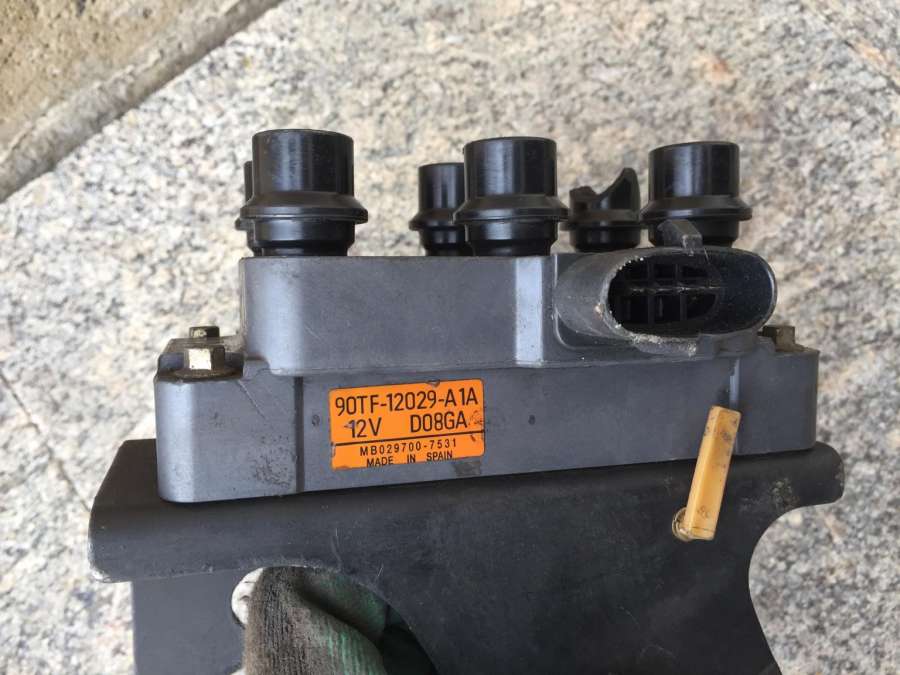 90TF-12029-A1A
12V D08GA
MB029700-7531
MADE IN SPAIN